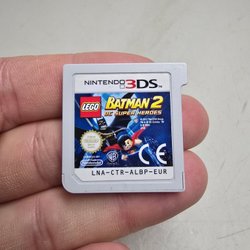 NINTENDO 3DS
LEGO
BATMAN 2
DC SUPER HEROES
CE
LNA-CTR-ALBP-EUR